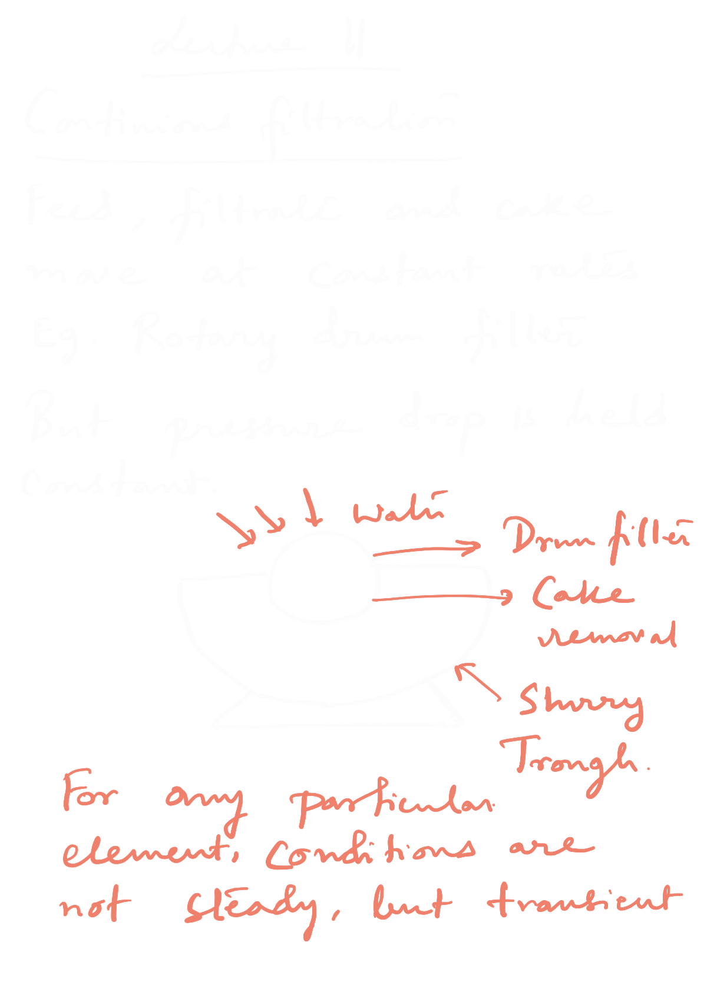 Lecture 11
Continious filtration
Feed, filtrate and cake
move at constant rates
Eg. Rotary drum filter
But pressure drop is held
constant.
water
Drum filter
Cake
removal
Slurry
Trough.
For any particular
element, conditions are
not steady, but transient